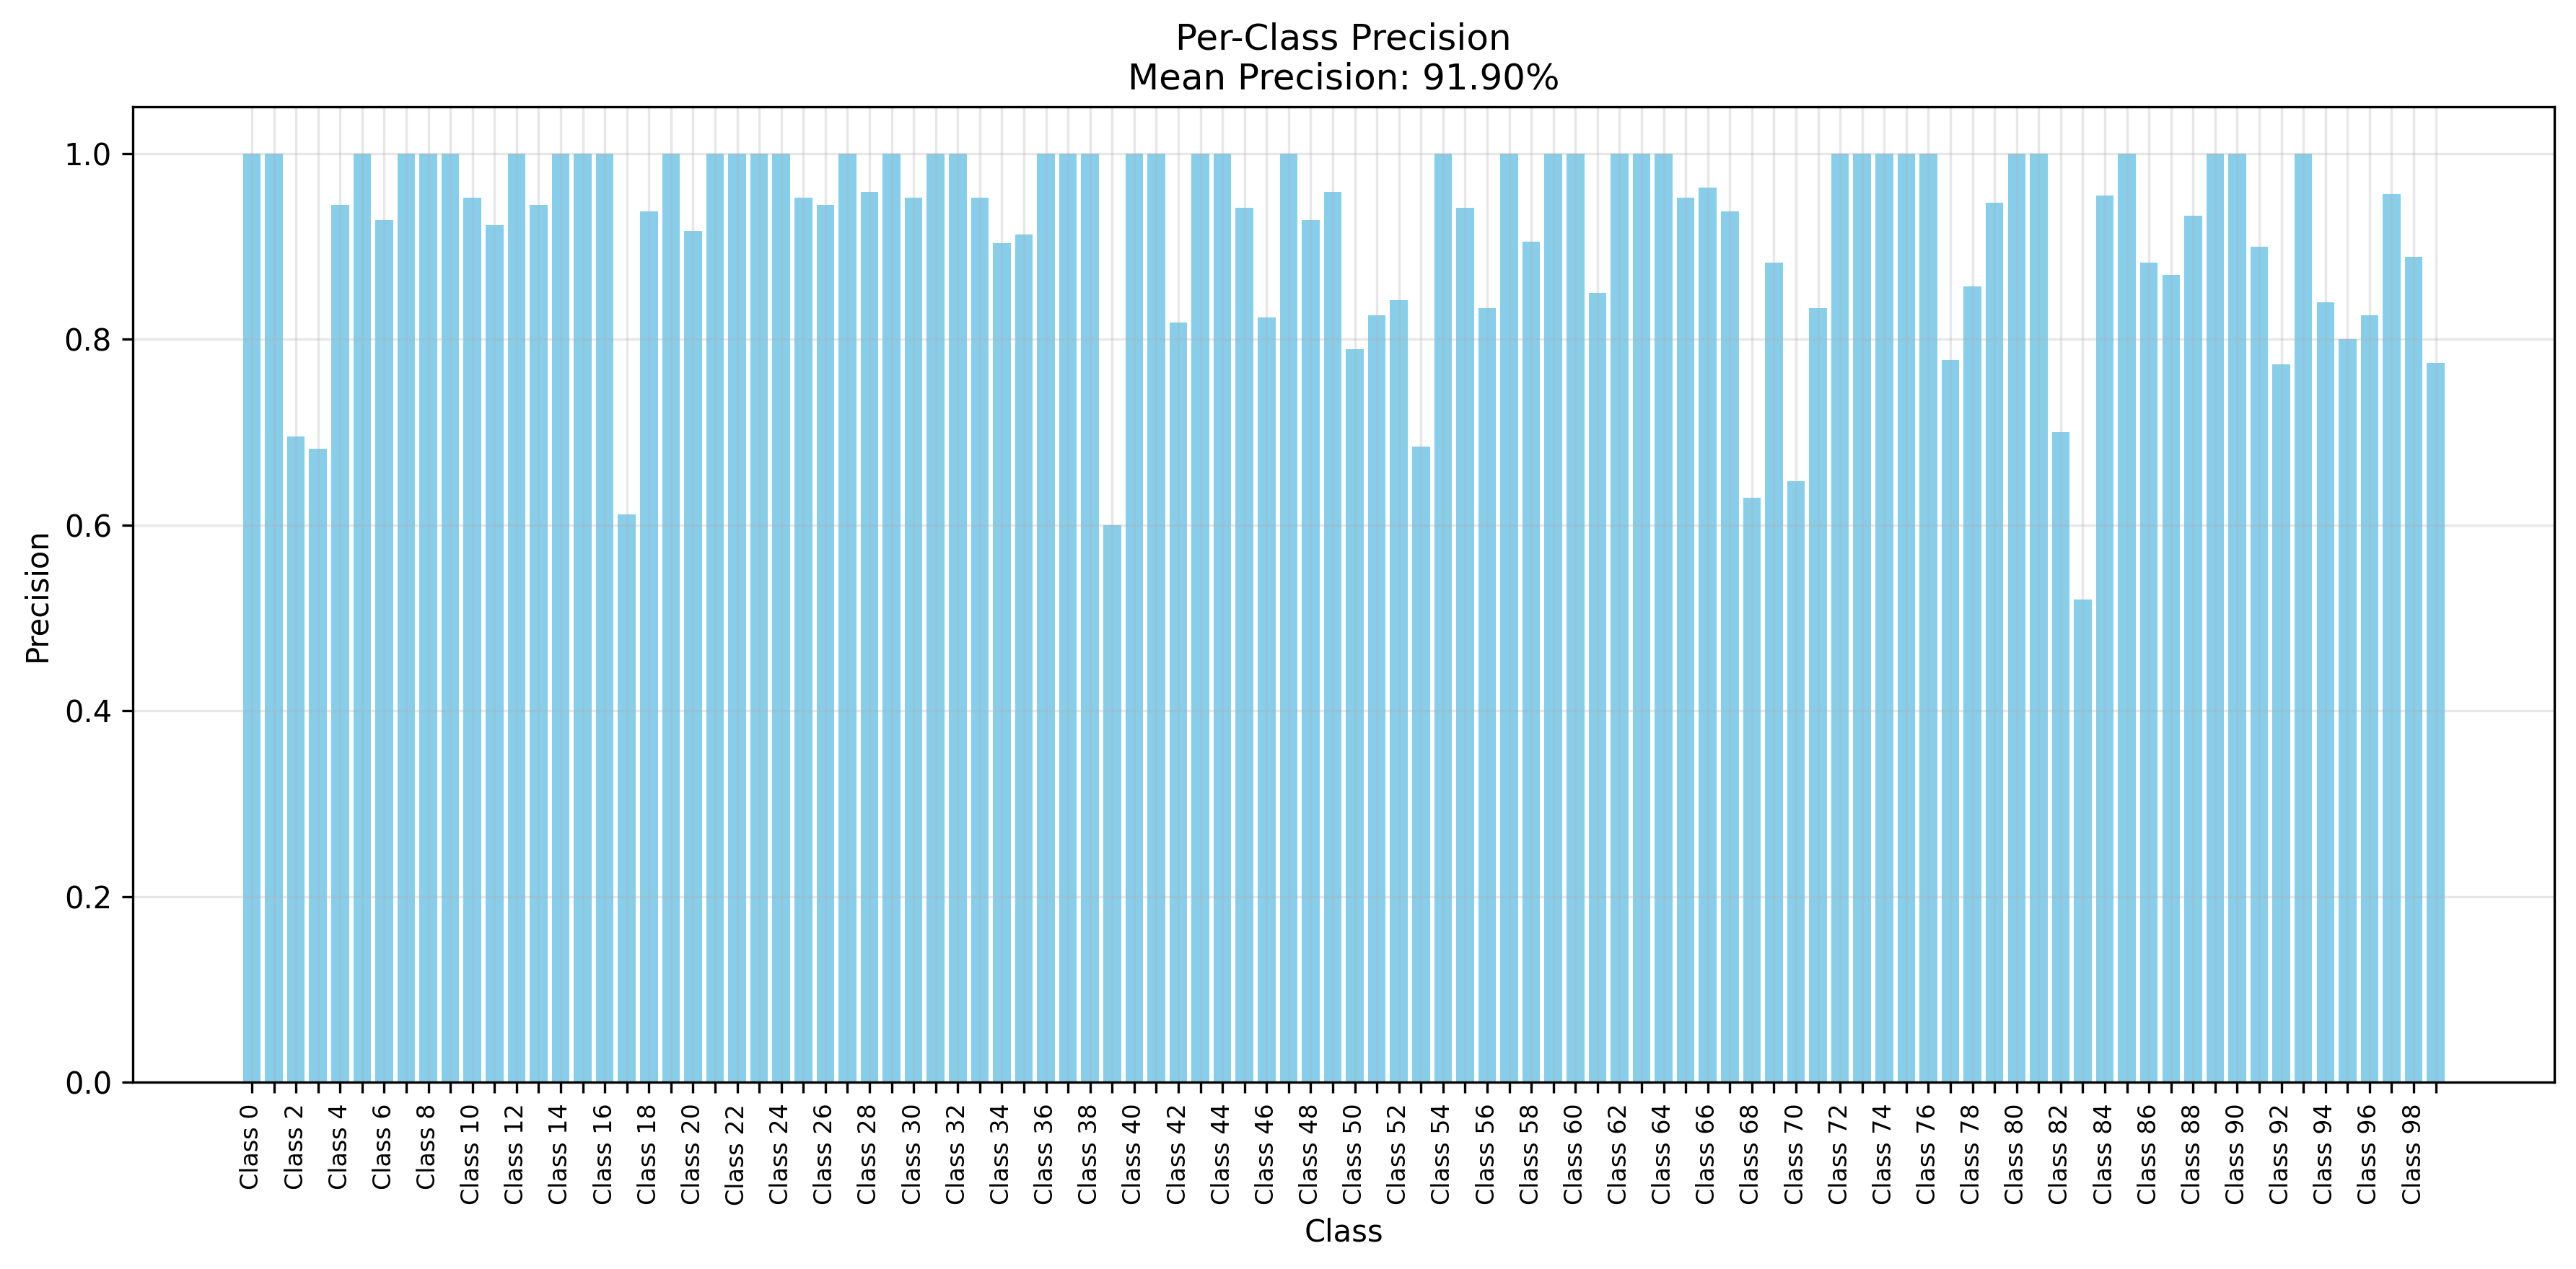 Per-Class Precision
Mean Precision: 91.90%
1.0
0.8
0.6
0.4
0.2
0.0
Precision
Class 0
Class 2
Class 4
Class 6
Class 8
Class 10
Class 12
Class 14
Class 16
Class 18
Class 20
Class 22
Class 24
Class 26
Class 28
Class 30
Class 32
Class 34
Class 36
Class 38
Class 40
Class 42
Class 44
Class 46
Class 48
Class 50
Class 52
Class 54
Class 56
Class 58
Class 60
Class 62
Class 64
Class 66
Class 68
Class 70
Class 72
Class 74
Class 76
Class 78
Class 80
Class 82
Class 84
Class 86
Class 88
Class 90
Class 92
Class 94
Class 96
Class 98
Class